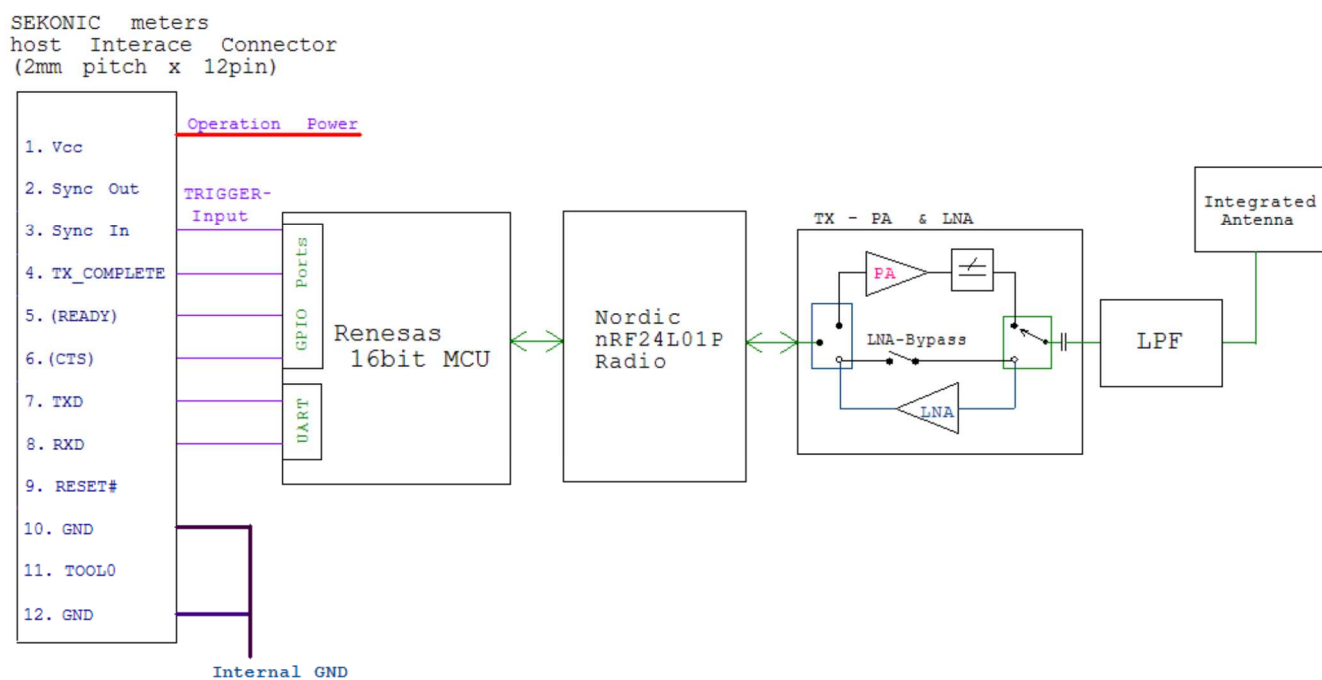 SEKONIC meters
host Interace Connector
(2mm pitch x 12pin)
Operation Power
1. Vcc
2. Sync Out
TRIGGER-
Input
3. Sync In
4. TX_COMPLETE
5. (READY)
6. (CTS)
7. TXD
8. RXD
9. RESET#
10. GND
11. TOOL0
12. GND
Internal GND
GPIO Ports
UART
Renesas
16bit MCU
Nordic
nRF24L01P
Radio
TX - PA & LNA
PA
LNA-Bypass
LNA
LPF
Integrated
Antenna